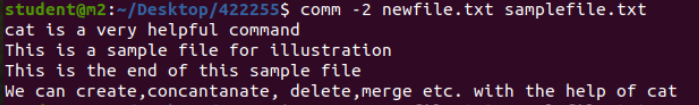 student@m2:~/Desktop/422255$ comm -2 newfile.txt samplefile.txt
cat is a very helpful command
This is a sample file for illustration
This is the end of this sample file
We can create,concantanate, delete,merge etc. with the help of cat